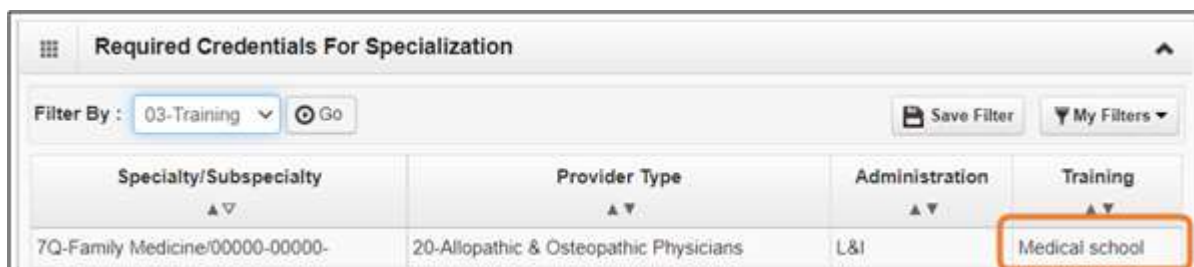 Required Credentials For Specialization
Filter By : 03-Training Go Save Filter My Filters
Specialty/Subspecialty Provider Type Administration Training
7Q-Family Medicine/00000-00000- 20-Allopathic & Osteopathic Physicians L&I Medical school